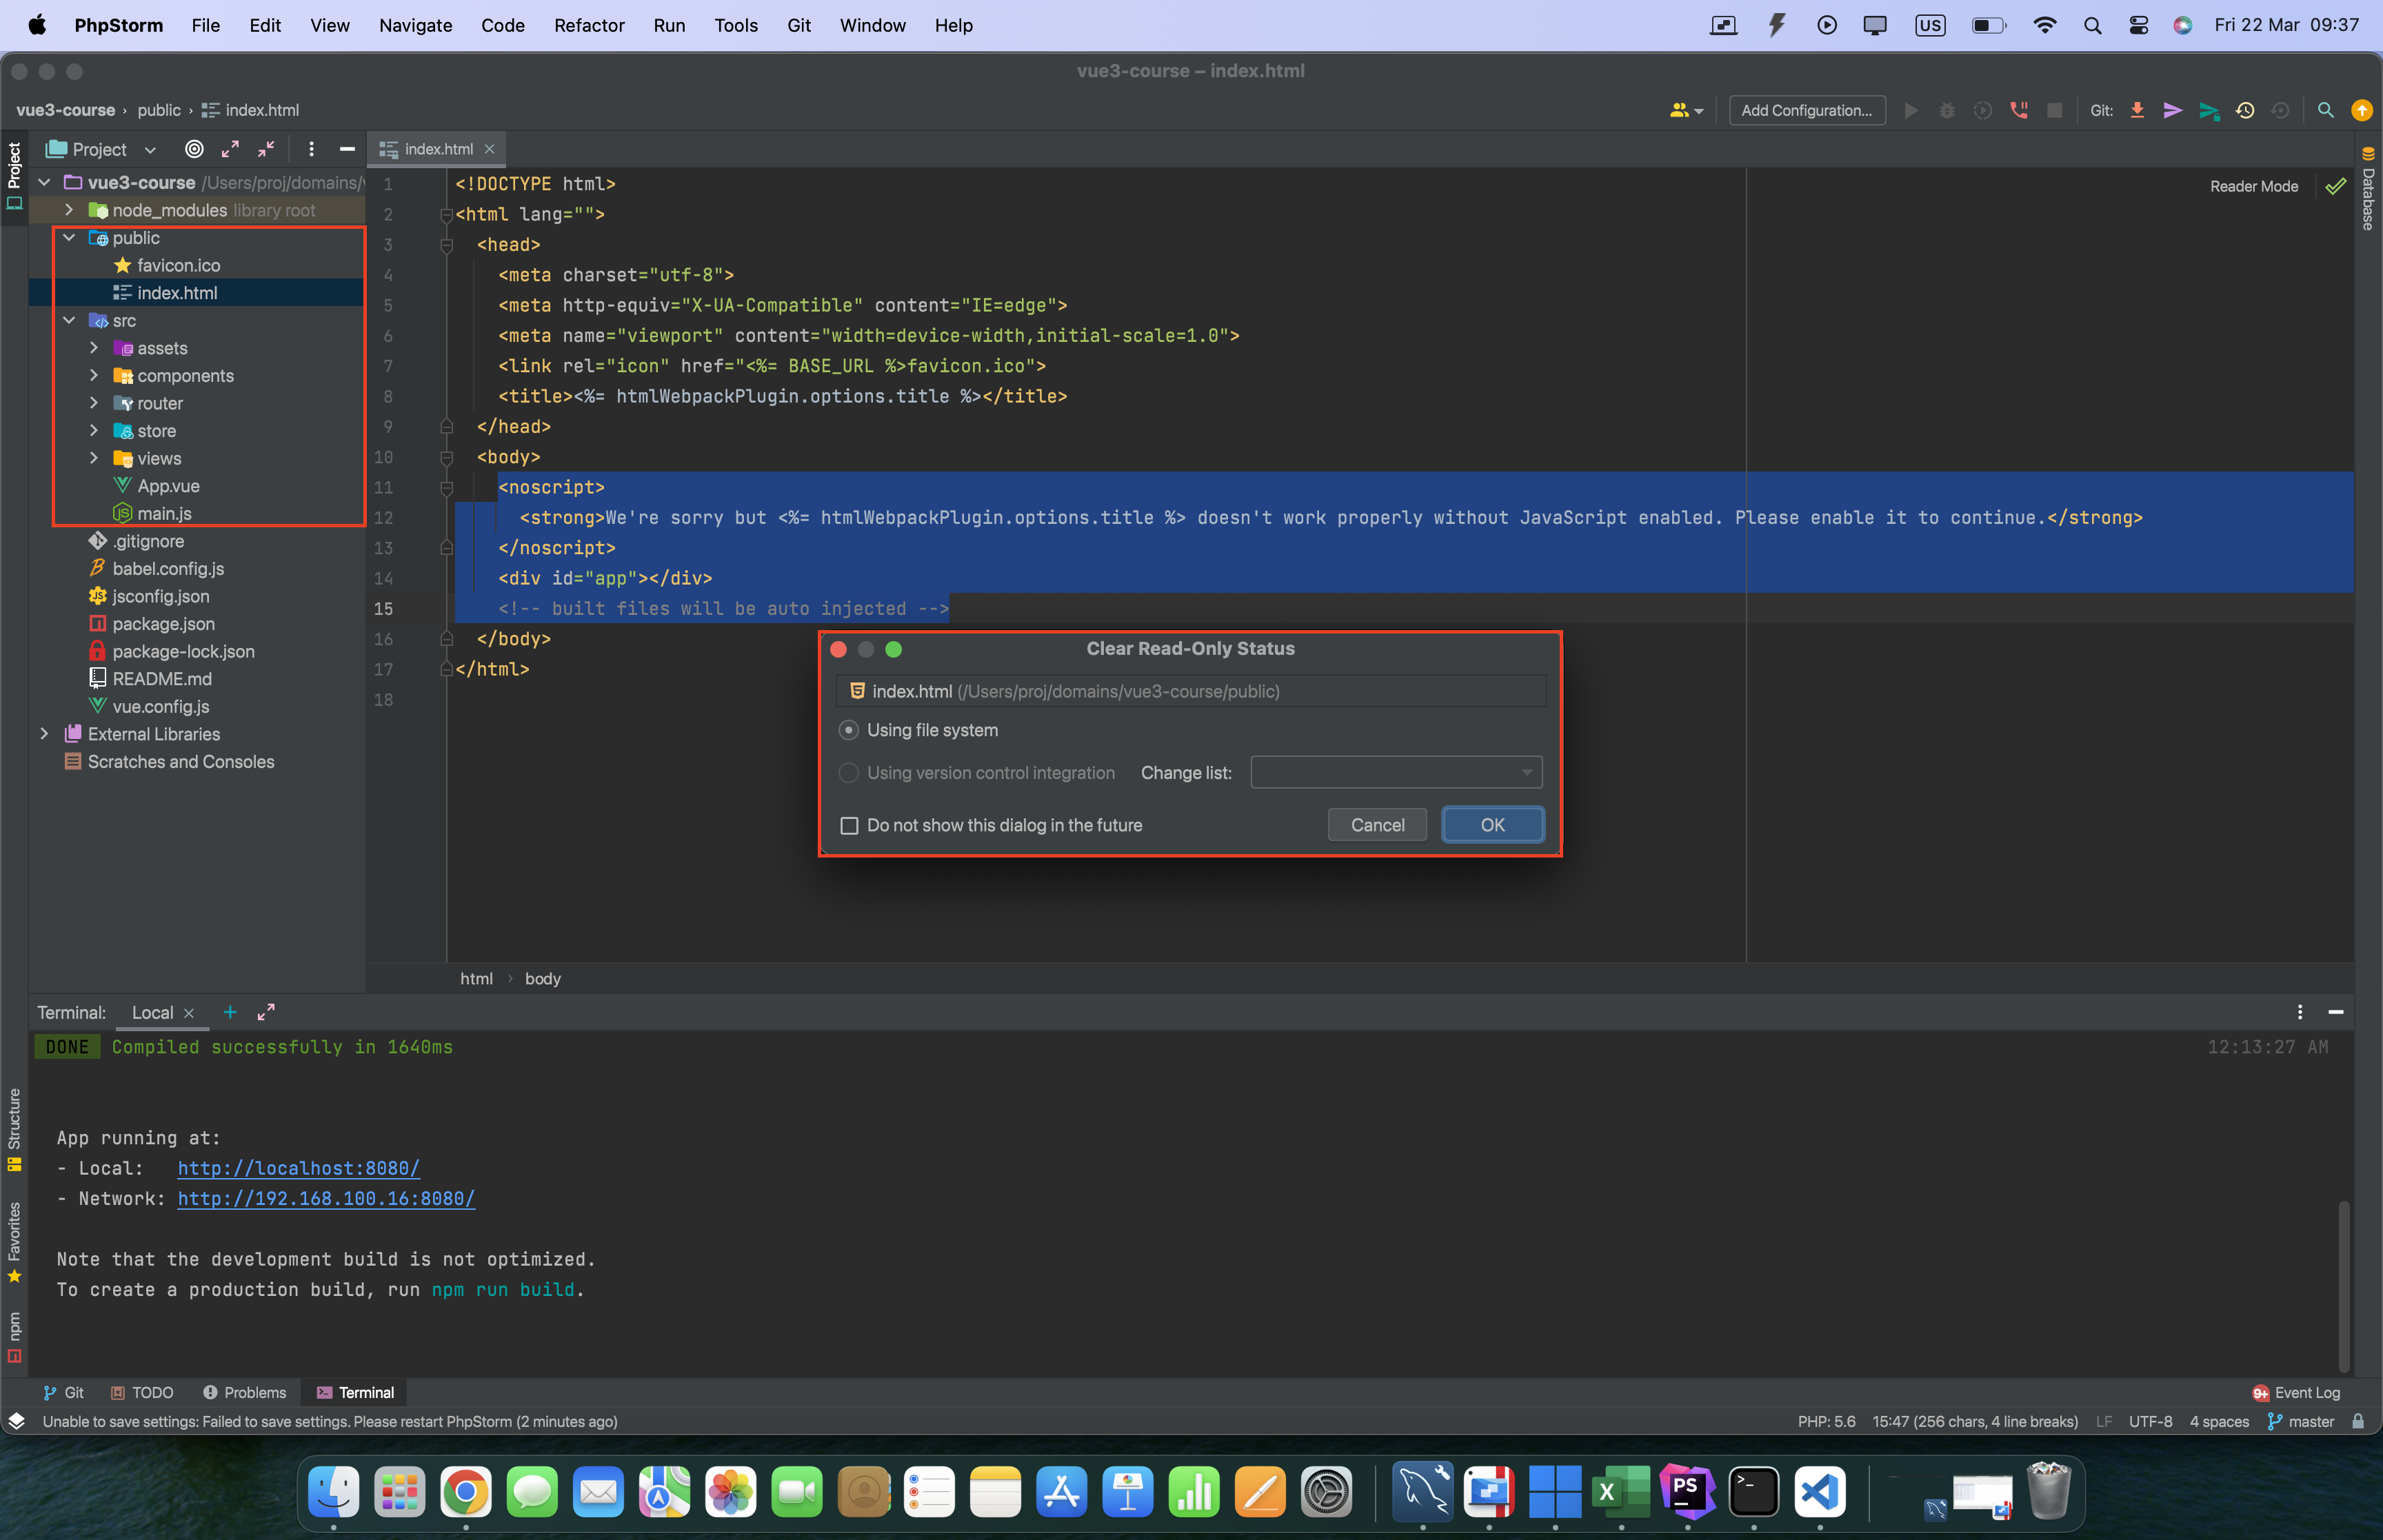 PhpStorm File Edit View Navigate Code Refactor Run Tools Git Window Help US Fri 22 Mar 09:37
vue3-course – index.html
vue3-course › public › index.html Add Configuration... Git:
Project
Project
index.html
Database
Reader Mode
vue3-course /Users/proj/domains/v
node_modules library root
public
favicon.ico
index.html
src
assets
components
router
store
views
App.vue
main.js
.gitignore
babel.config.js
jsconfig.json
package.json
package-lock.json
README.md
vue.config.js
External Libraries
Scratches and Consoles
1 <!DOCTYPE html>
2 <html lang="">
3 <head>
4 <meta charset="utf-8">
5 <meta http-equiv="X-UA-Compatible" content="IE=edge">
6 <meta name="viewport" content="width=device-width,initial-scale=1.0">
7 <link rel="icon" href="<%= BASE_URL %>favicon.ico">
8 <title><%= htmlWebpackPlugin.options.title %></title>
9 </head>
10 <body>
11 <noscript>
12 <strong>We're sorry but <%= htmlWebpackPlugin.options.title %> doesn't work properly without JavaScript enabled. Please enable it to continue.</strong>
13 </noscript>
14 <div id="app"></div>
15 <!-- built files will be auto injected -->
16 </body>
17 </html>
18
Clear Read-Only Status
index.html (/Users/proj/domains/vue3-course/public)
Using file system
Using version control integration Change list:
Do not show this dialog in the future Cancel OK
html › body
Terminal: Local
DONE Compiled successfully in 1640ms 12:13:27 AM
App running at:
- Local: http://localhost:8080/
- Network: http://192.168.100.16:8080/
Note that the development build is not optimized.
To create a production build, run npm run build.
Structure
Favorites
npm
Git TODO Problems Terminal 9+ Event Log
Unable to save settings: Failed to save settings. Please restart PhpStorm (2 minutes ago) PHP: 5.6 15:47 (256 chars, 4 line breaks) LF UTF-8 4 spaces master
X PS